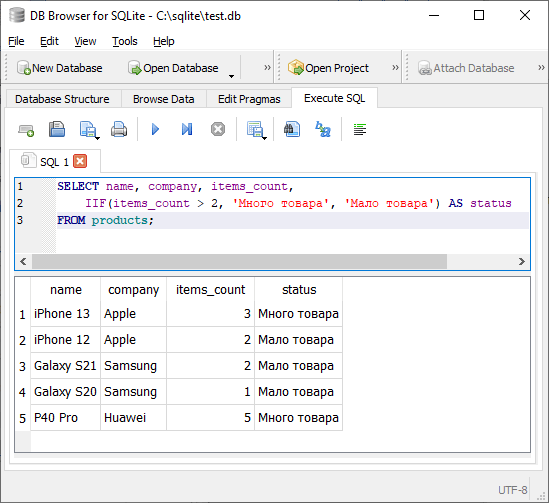 DB Browser for SQLite - C:\sqlite\test.db
File Edit View Tools Help
New Database Open Database Open Project Attach Database
Database Structure Browse Data Edit Pragmas Execute SQL
SQL 1
1 SELECT name, company, items_count,
2 IIF(items_count > 2, 'Много товара', 'Мало товара') AS status
3 FROM products;
name company items_count status
1 iPhone 13 Apple 3 Много товара
2 iPhone 12 Apple 2 Мало товара
3 Galaxy S21 Samsung 2 Мало товара
4 Galaxy S20 Samsung 1 Мало товара
5 P40 Pro Huawei 5 Много товара
UTF-8